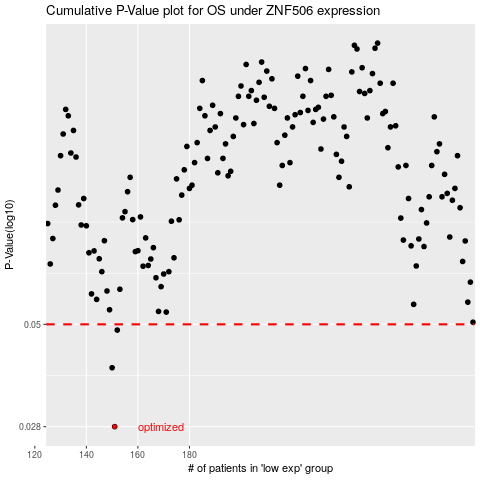 Cumulative P-Value plot for OS under ZNF506 expression
P-Value(log10)
0.05
0.028
optimized
120 140 160 180
# of patients in 'low exp' group